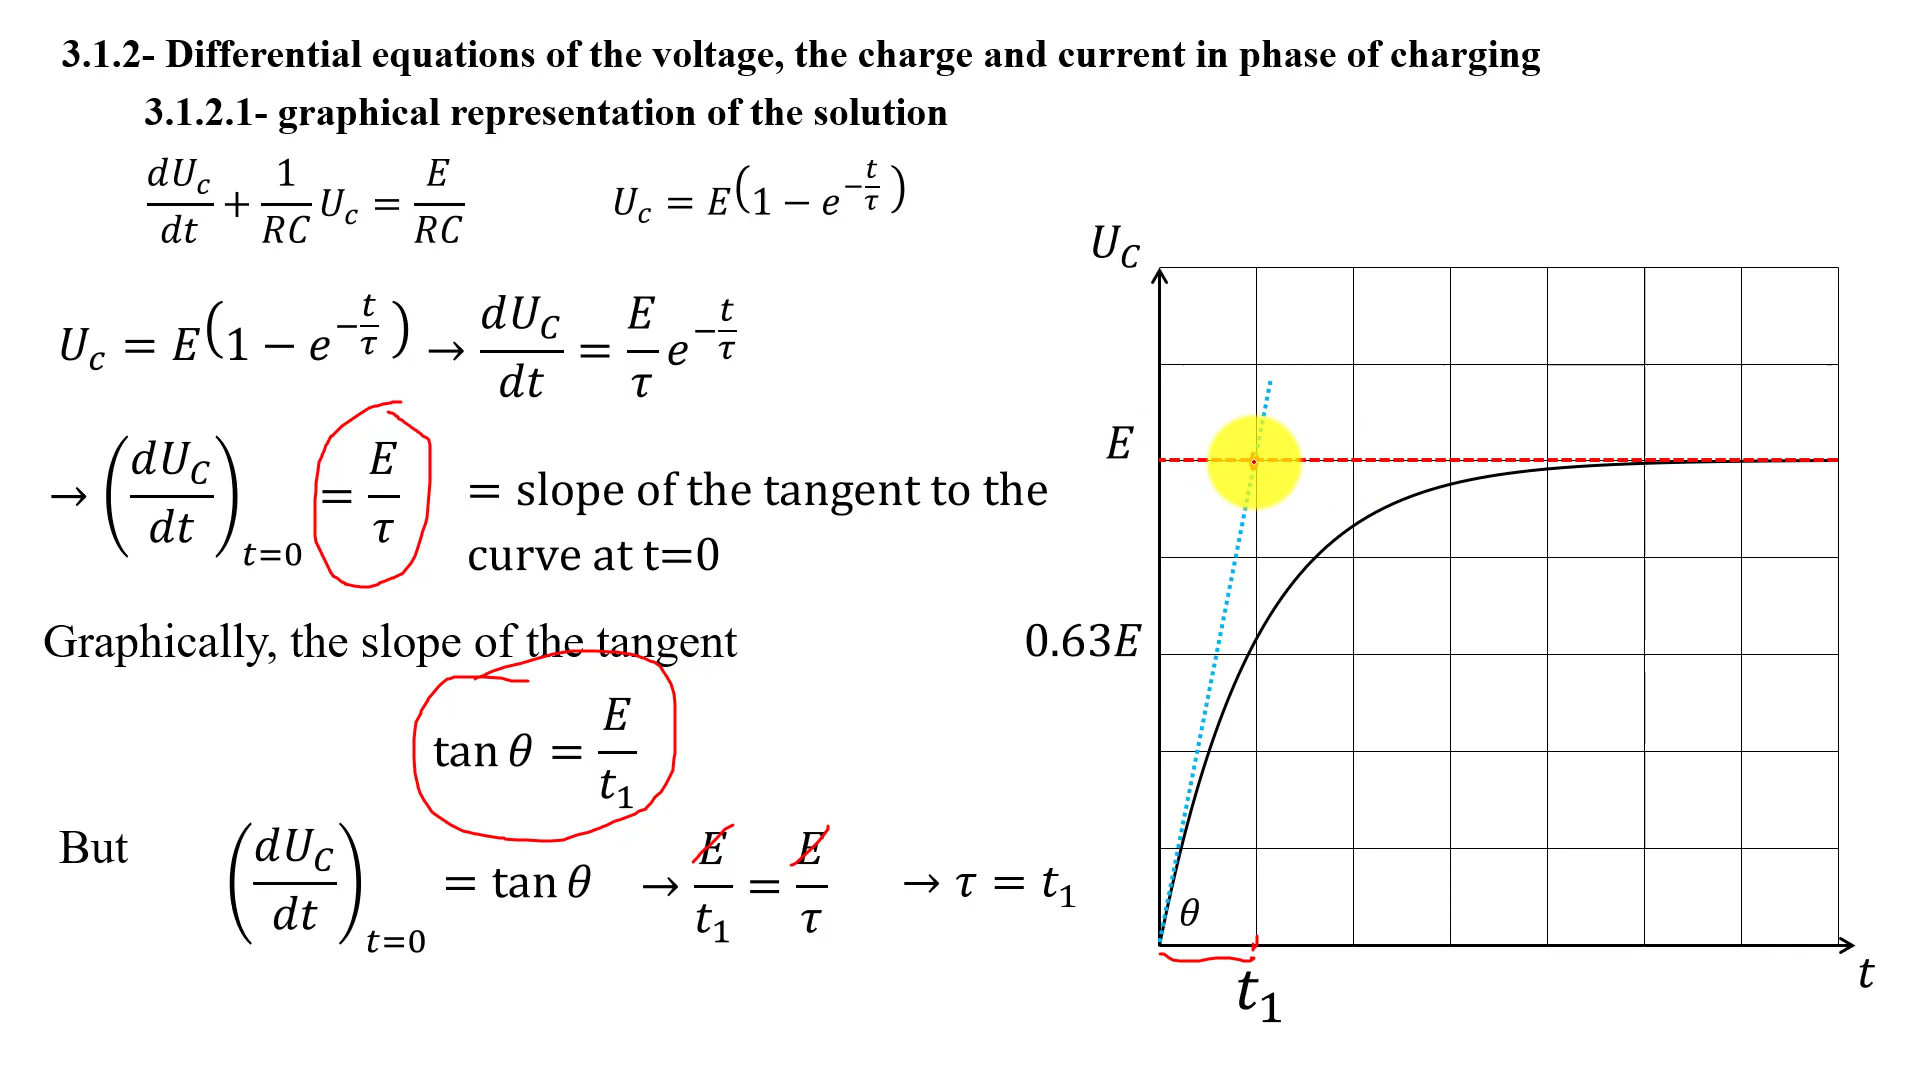 3.1.2- Differential equations of the voltage, the charge and current in phase of charging
3.1.2.1- graphical representation of the solution
dU_c/dt + 1/RC U_c = E/RC    U_c = E(1 − e^(−t/τ))
U_c = E(1 − e^(−t/τ)) → dU_C/dt = E/τ e^(−t/τ)
→ (dU_C/dt)_(t=0) = E/τ = slope of the tangent to the
curve at t=0
Graphically, the slope of the tangent
tan θ = E/t_1
But (dU_C/dt)_(t=0) = tan θ → E/t_1 = E/τ → τ = t_1
U_C
E
0.63E
θ
t_1
t